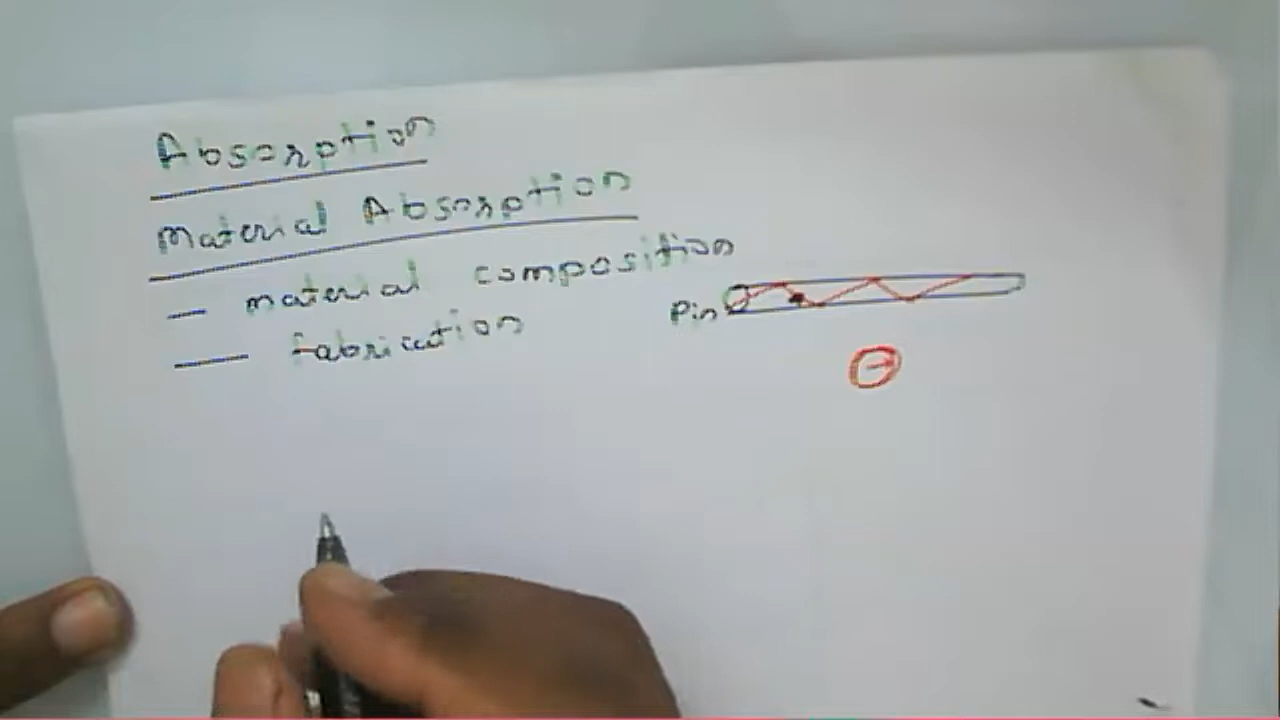 Absorption
Material Absorption
— material composition
— fabrication
Pin